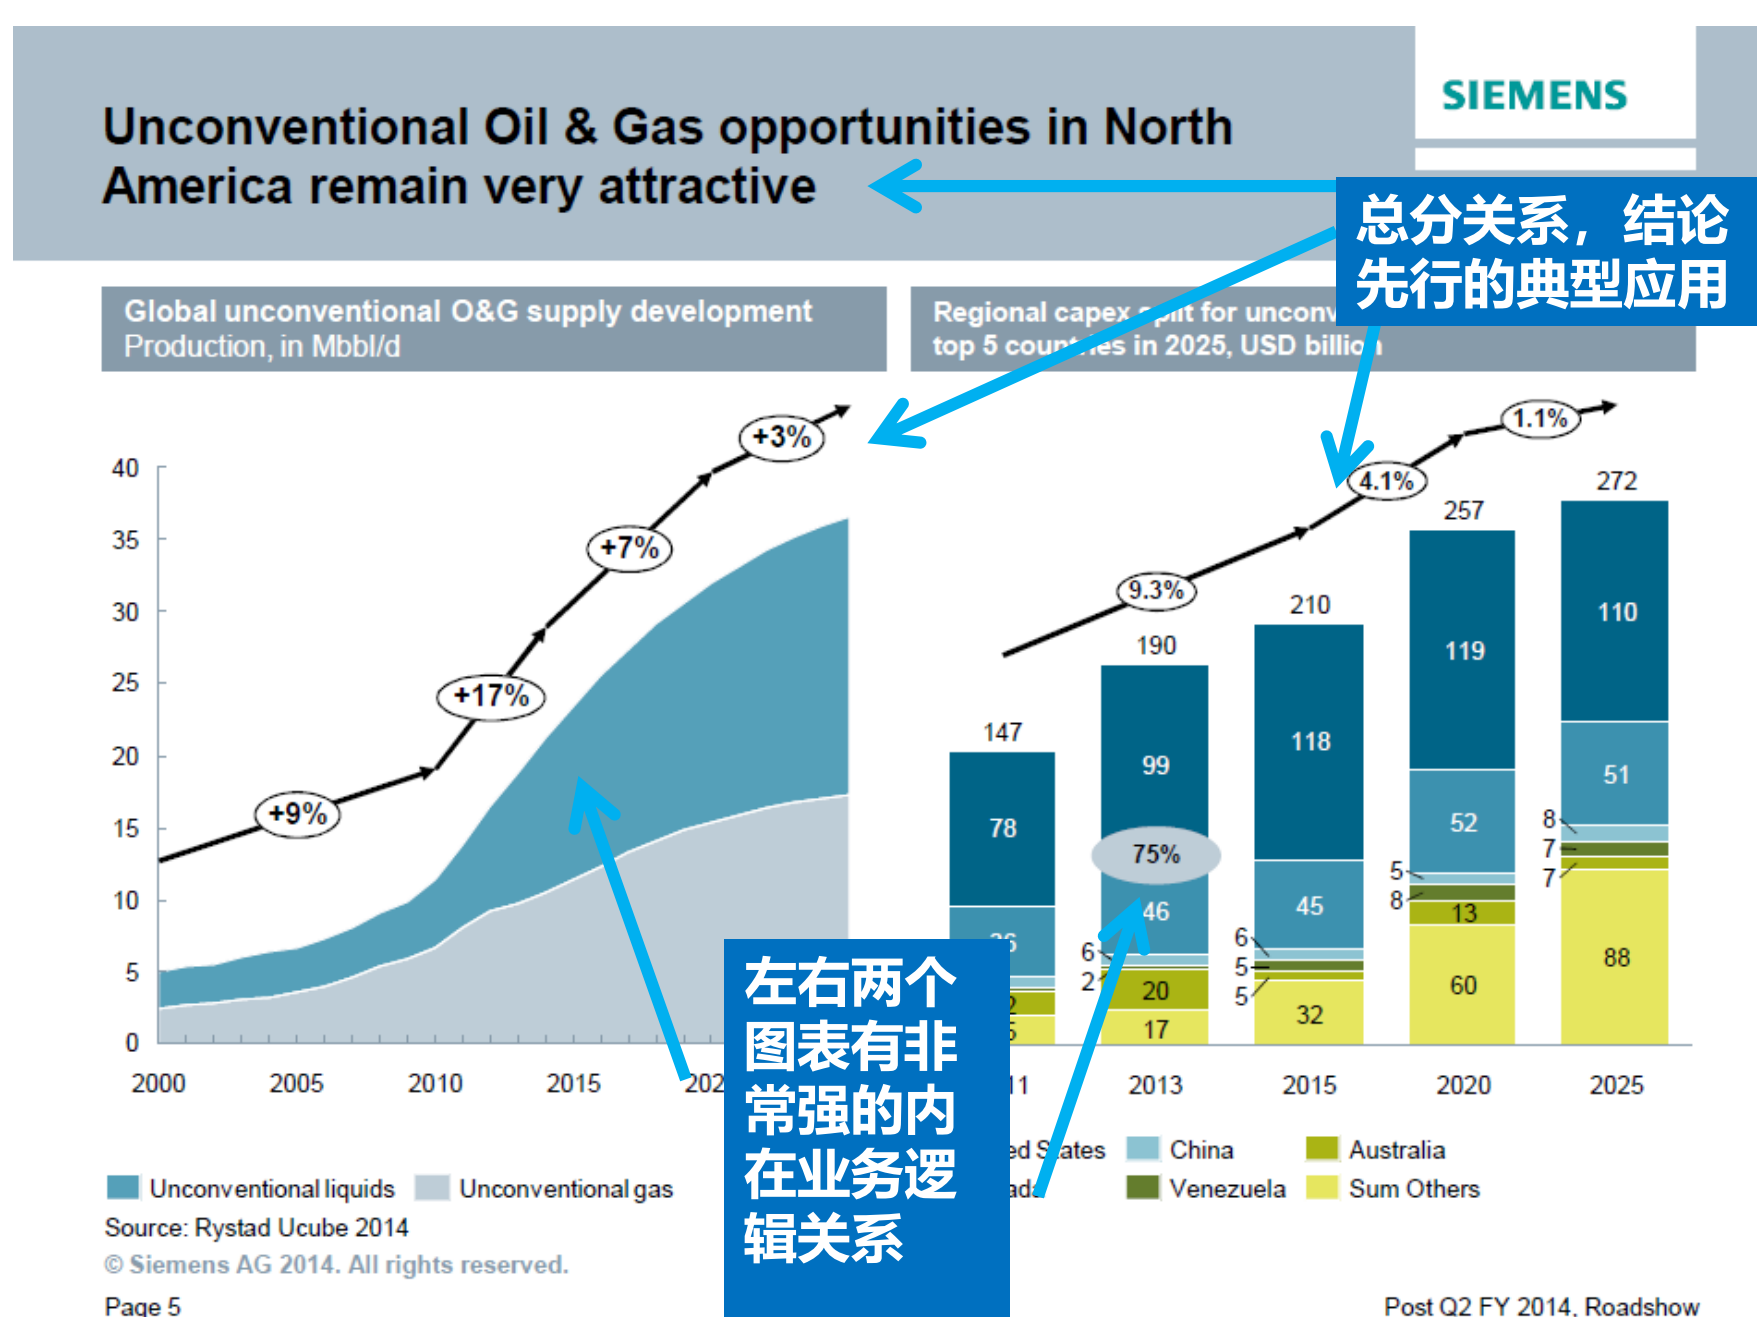 SIEMENS
Unconventional Oil & Gas opportunities in North
America remain very attractive
总分关系，结论
先行的典型应用
Global unconventional O&G supply development
Production, in Mbbl/d
Regional capex split for
top 5 countries in 2025, USD billion
40
35
30
25
20
15
10
5
0
+9%
+17%
+7%
+3%
2000
2005
2010
2015
9.3%
4.1%
1.1%
147
78
190
99
75%
46
6
2
20
17
210
118
45
6
5
5
32
257
119
52
5
8
13
60
272
110
51
8
7
7
88
2013
2015
2020
2025
左右两个
图表有非
常强的内
在业务逻
辑关系
Unconventional liquids
Unconventional gas
States
China
Australia
Venezuela
Sum Others
Source: Rystad Ucube 2014
© Siemens AG 2014. All rights reserved.
Page 5
Post Q2 FY 2014, Roadshow